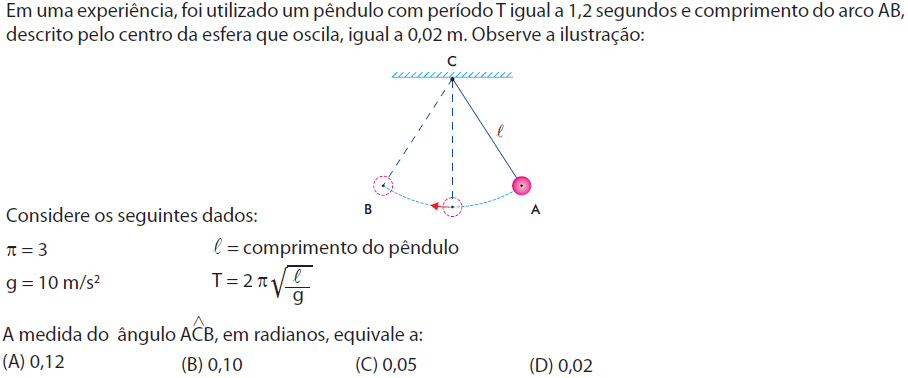 Em uma experiência, foi utilizado um pêndulo com período T igual a 1,2 segundos e comprimento do arco AB,
descrito pelo centro da esfera que oscila, igual a 0,02 m. Observe a ilustração:
C
ℓ
B
A
Considere os seguintes dados:
π = 3
ℓ = comprimento do pêndulo
g = 10 m/s²
T = 2 π√(ℓ/g)
A medida do ângulo AĈB, em radianos, equivale a:
(A) 0,12 (B) 0,10 (C) 0,05 (D) 0,02